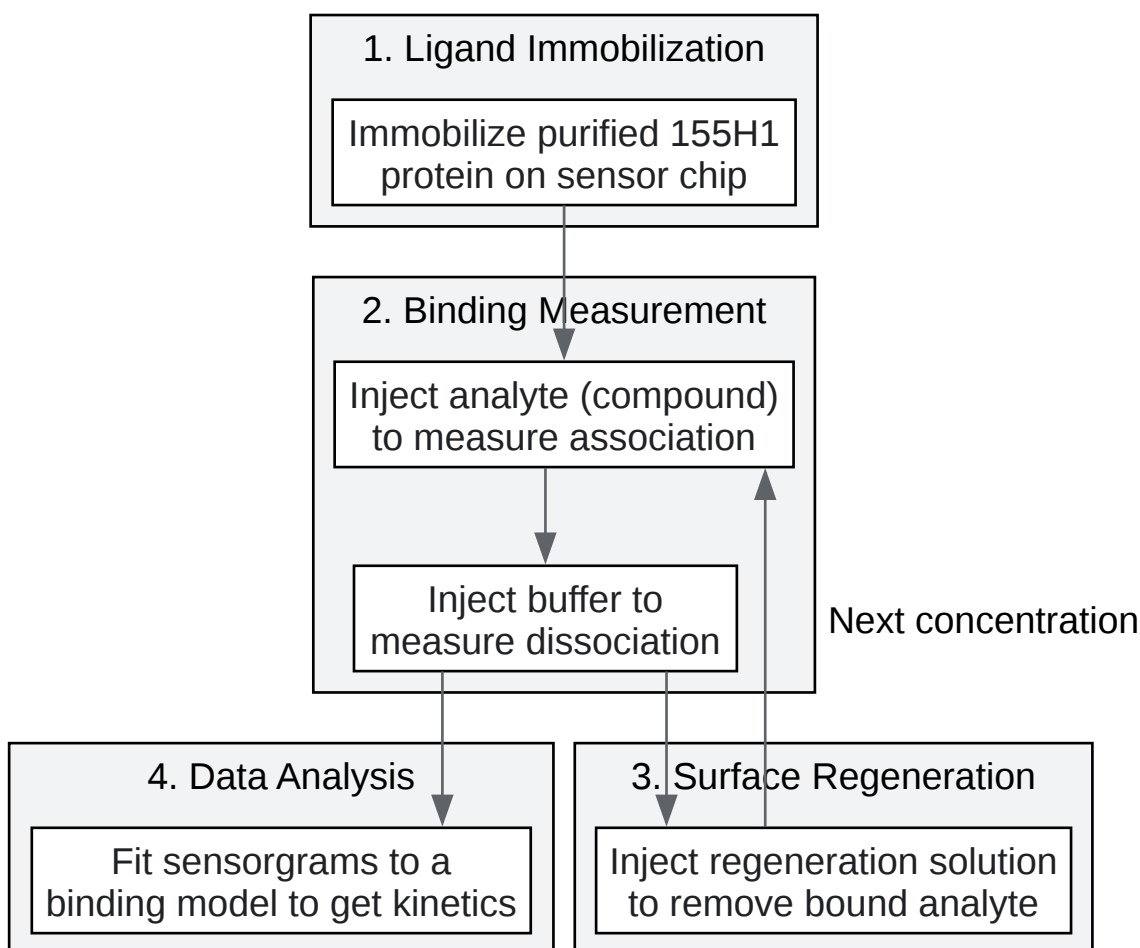 1. Ligand Immobilization
Immobilize purified 155H1
protein on sensor chip
2. Binding Measurement
Inject analyte (compound)
to measure association
Inject buffer to
measure dissociation
Next concentration
4. Data Analysis
Fit sensorgrams to a
binding model to get kinetics
3. Surface Regeneration
Inject regeneration solution
to remove bound analyte